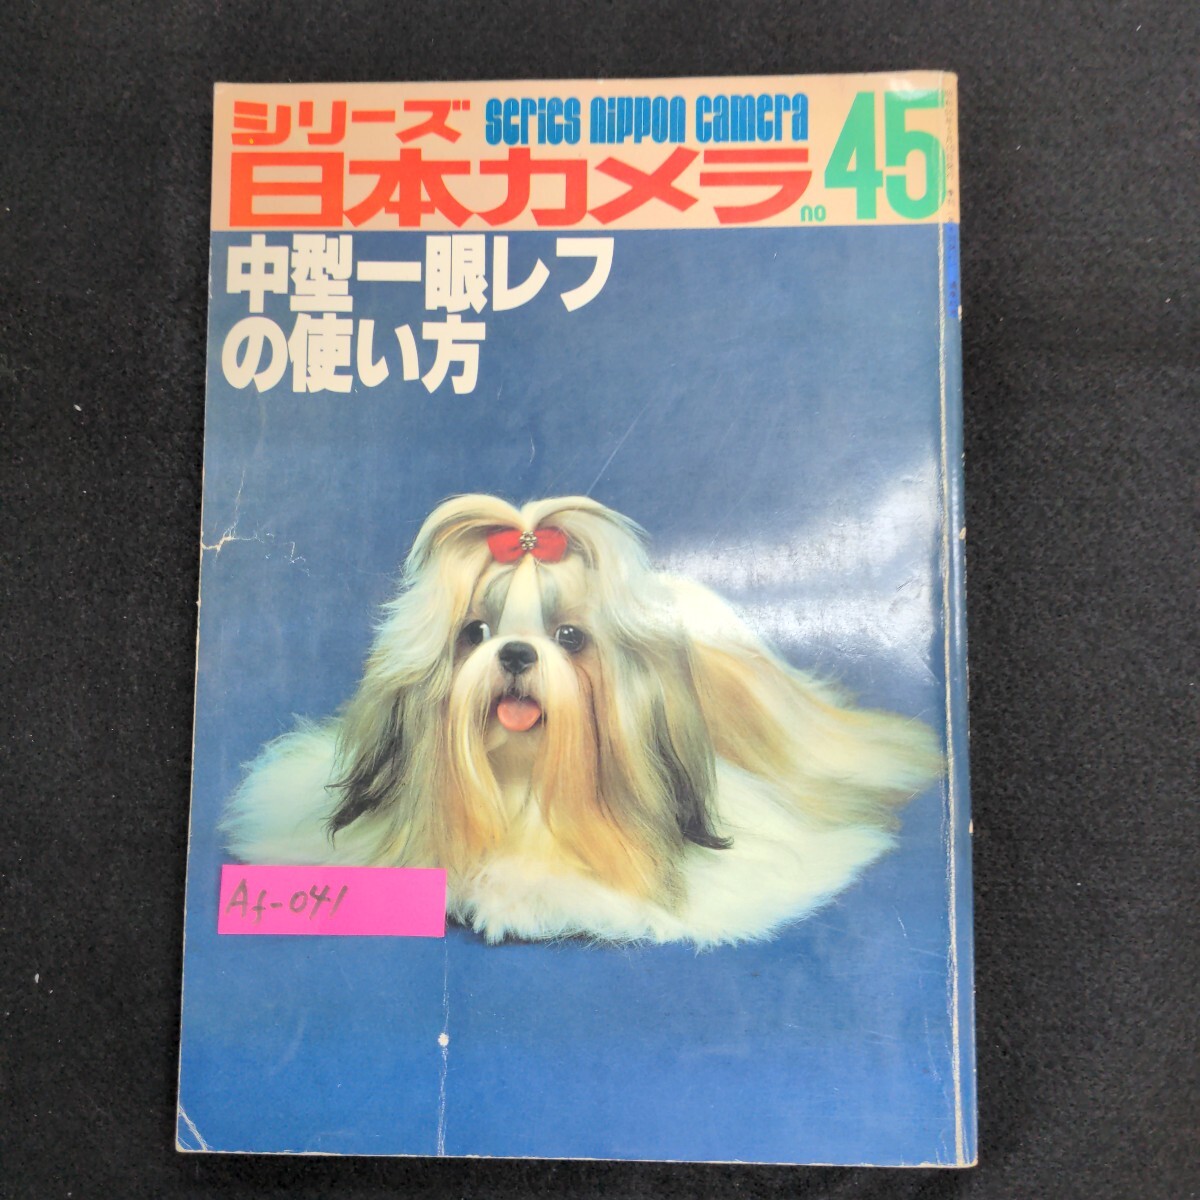 シリーズ series nippon camera
日本カメラ no 45
中型一眼レフ
の使い方
Af-041